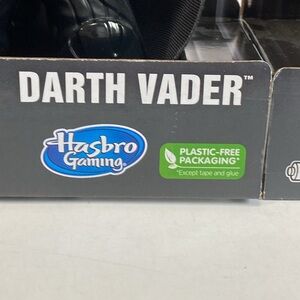 DARTH VADER™
Hasbro
Gaming®
PLASTIC-FREE
PACKAGING*
*Except tape and glue